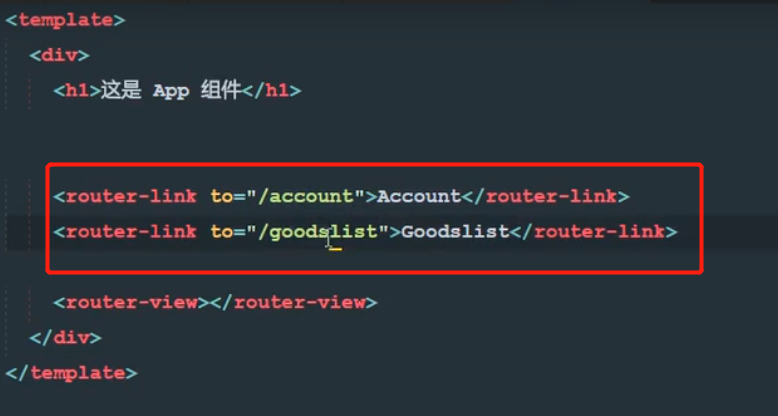 <template>
<div>
<h1>这是 App 组件</h1>
<router-link to="/account">Account</router-link>
<router-link to="/goodslist">Goodslist</router-link>
<router-view></router-view>
</div>
</template>